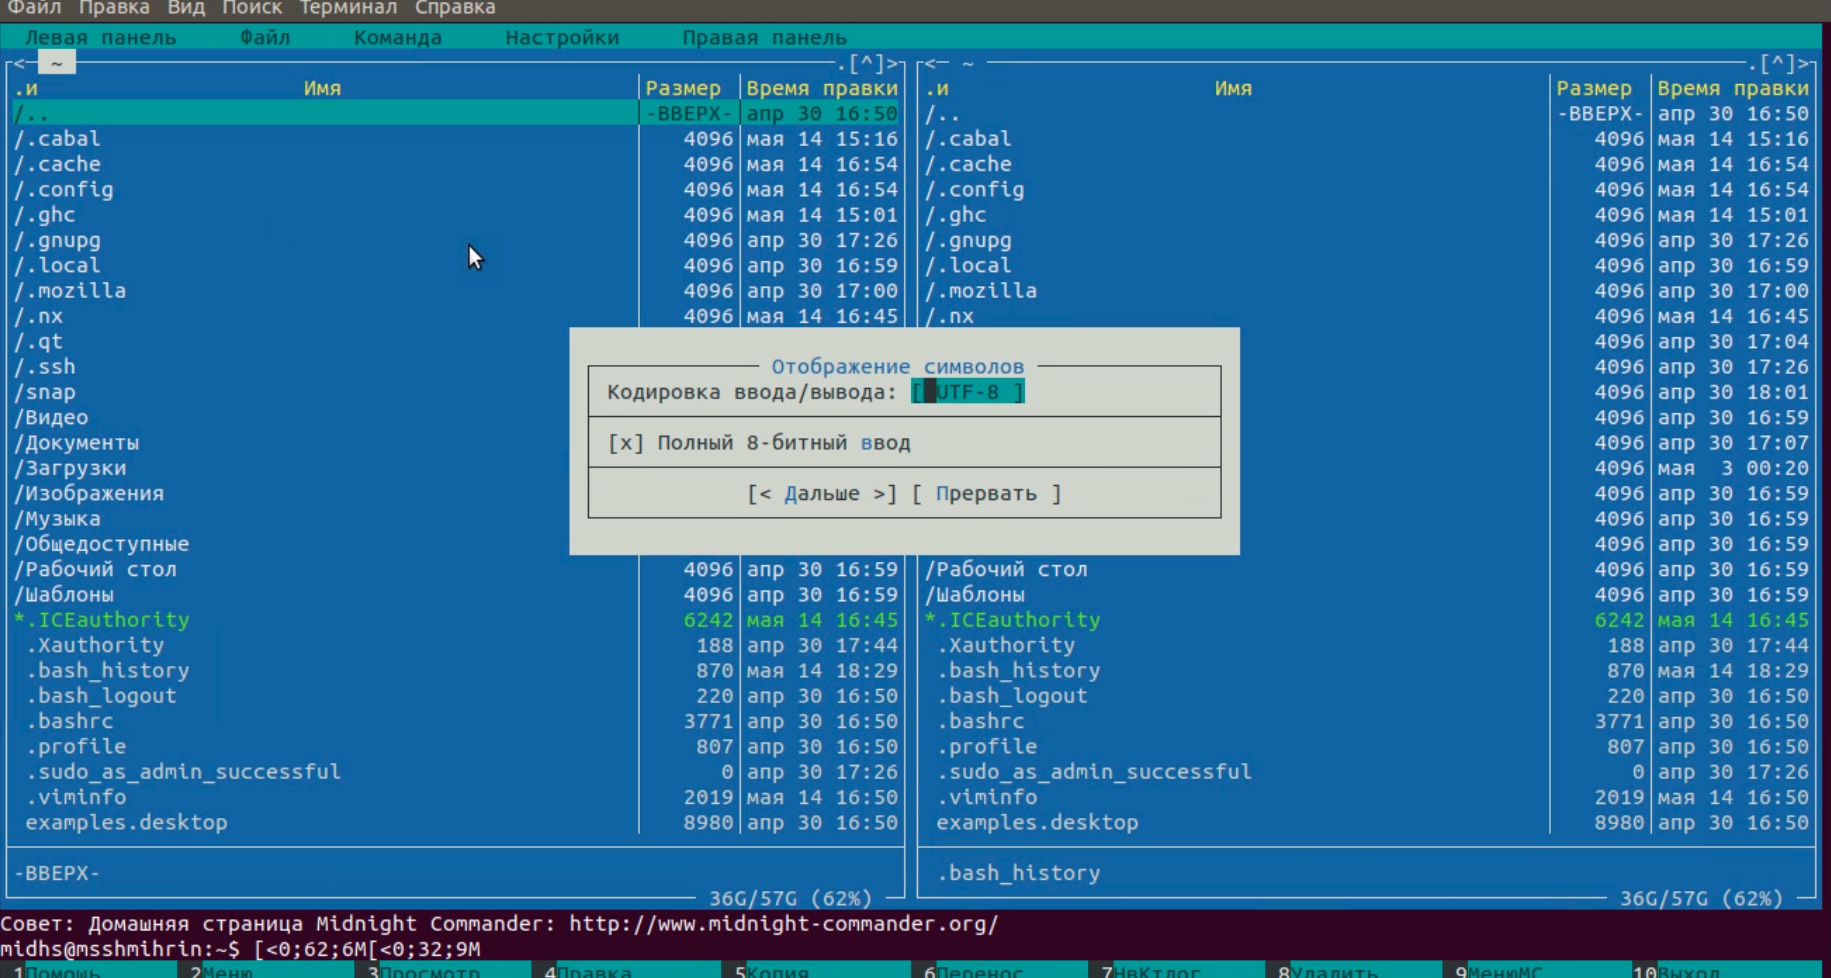 Файл Правка Вид Поиск Терминал Справка
Левая панель Файл Команда Настройки Правая панель
<─ ~ ─.[^]>┐ <─ ~ ─.[^]>
.и Имя Размер Время правки .и Имя Размер Время правки
/.. -ВВЕРХ- апр 30 16:50 /.. -ВВЕРХ- апр 30 16:50
/.cabal 4096 мая 14 15:16 /.cabal 4096 мая 14 15:16
/.cache 4096 мая 14 16:54 /.cache 4096 мая 14 16:54
/.config 4096 мая 14 16:54 /.config 4096 мая 14 16:54
/.ghc 4096 мая 14 15:01 /.ghc 4096 мая 14 15:01
/.gnupg 4096 апр 30 17:26 /.gnupg 4096 апр 30 17:26
/.local 4096 апр 30 16:59 /.local 4096 апр 30 16:59
/.mozilla 4096 апр 30 17:00 /.mozilla 4096 апр 30 17:00
/.nx 4096 мая 14 16:45 /.nx 4096 мая 14 16:45
/.qt 4096 апр 30 17:04
/.ssh Отображение символов 4096 апр 30 17:26
/snap Кодировка ввода/вывода: [ UTF-8 ] 4096 апр 30 18:01
/Видео 4096 апр 30 16:59
/Документы [x] Полный 8-битный ввод 4096 апр 30 17:07
/Загрузки 4096 мая 3 00:20
/Изображения [< Дальше >] [ Прервать ] 4096 апр 30 16:59
/Музыка 4096 апр 30 16:59
/Общедоступные 4096 апр 30 16:59
/Рабочий стол 4096 апр 30 16:59 /Рабочий стол 4096 апр 30 16:59
/Шаблоны 4096 апр 30 16:59 /Шаблоны 4096 апр 30 16:59
*.ICEauthority 6242 мая 14 16:45 *.ICEauthority 6242 мая 14 16:45
.Xauthority 188 апр 30 17:44 .Xauthority 188 апр 30 17:44
.bash_history 870 мая 14 18:29 .bash_history 870 мая 14 18:29
.bash_logout 220 апр 30 16:50 .bash_logout 220 апр 30 16:50
.bashrc 3771 апр 30 16:50 .bashrc 3771 апр 30 16:50
.profile 807 апр 30 16:50 .profile 807 апр 30 16:50
.sudo_as_admin_successful 0 апр 30 17:26 .sudo_as_admin_successful 0 апр 30 17:26
.viminfo 2019 мая 14 16:50 .viminfo 2019 мая 14 16:50
examples.desktop 8980 апр 30 16:50 examples.desktop 8980 апр 30 16:50
-ВВЕРХ- .bash_history
36G/57G (62%) 36G/57G (62%)
Совет: Домашняя страница Midnight Commander: http://www.midnight-commander.org/
midhs@msshmihrin:~$ [<0;62;6M[<0;32;9M
1Помощь 2Меню 3Просмотр 4Правка 5Копия 6Перенос 7НвКтлог 8Удалить 9МенюMC 10Выход